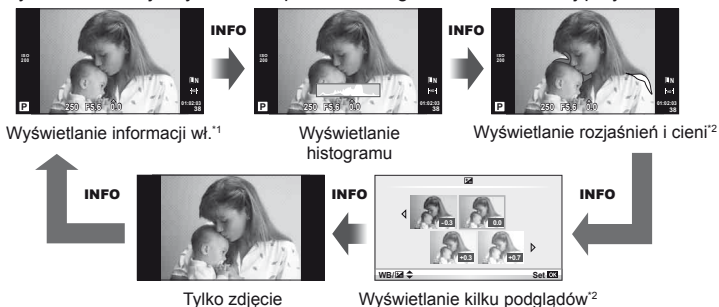 INFO
INFO
ISO
200
N
P
250 F5.6 0.0
01:02:03
38
ISO
200
N
P
250 F5.6 0.0
01:02:03
38
ISO
200
N
P
250 F5.6 0.0
01:02:03
38
Wyświetlanie informacji wł.*1
Wyświetlanie
histogramu
Wyświetlanie rozjaśnień i cieni*2
INFO
INFO
INFO
-0.3
0.0
+0.3
+0.7
WB/
Set OK
Tylko zdjęcie
Wyświetlanie kilku podglądów*2